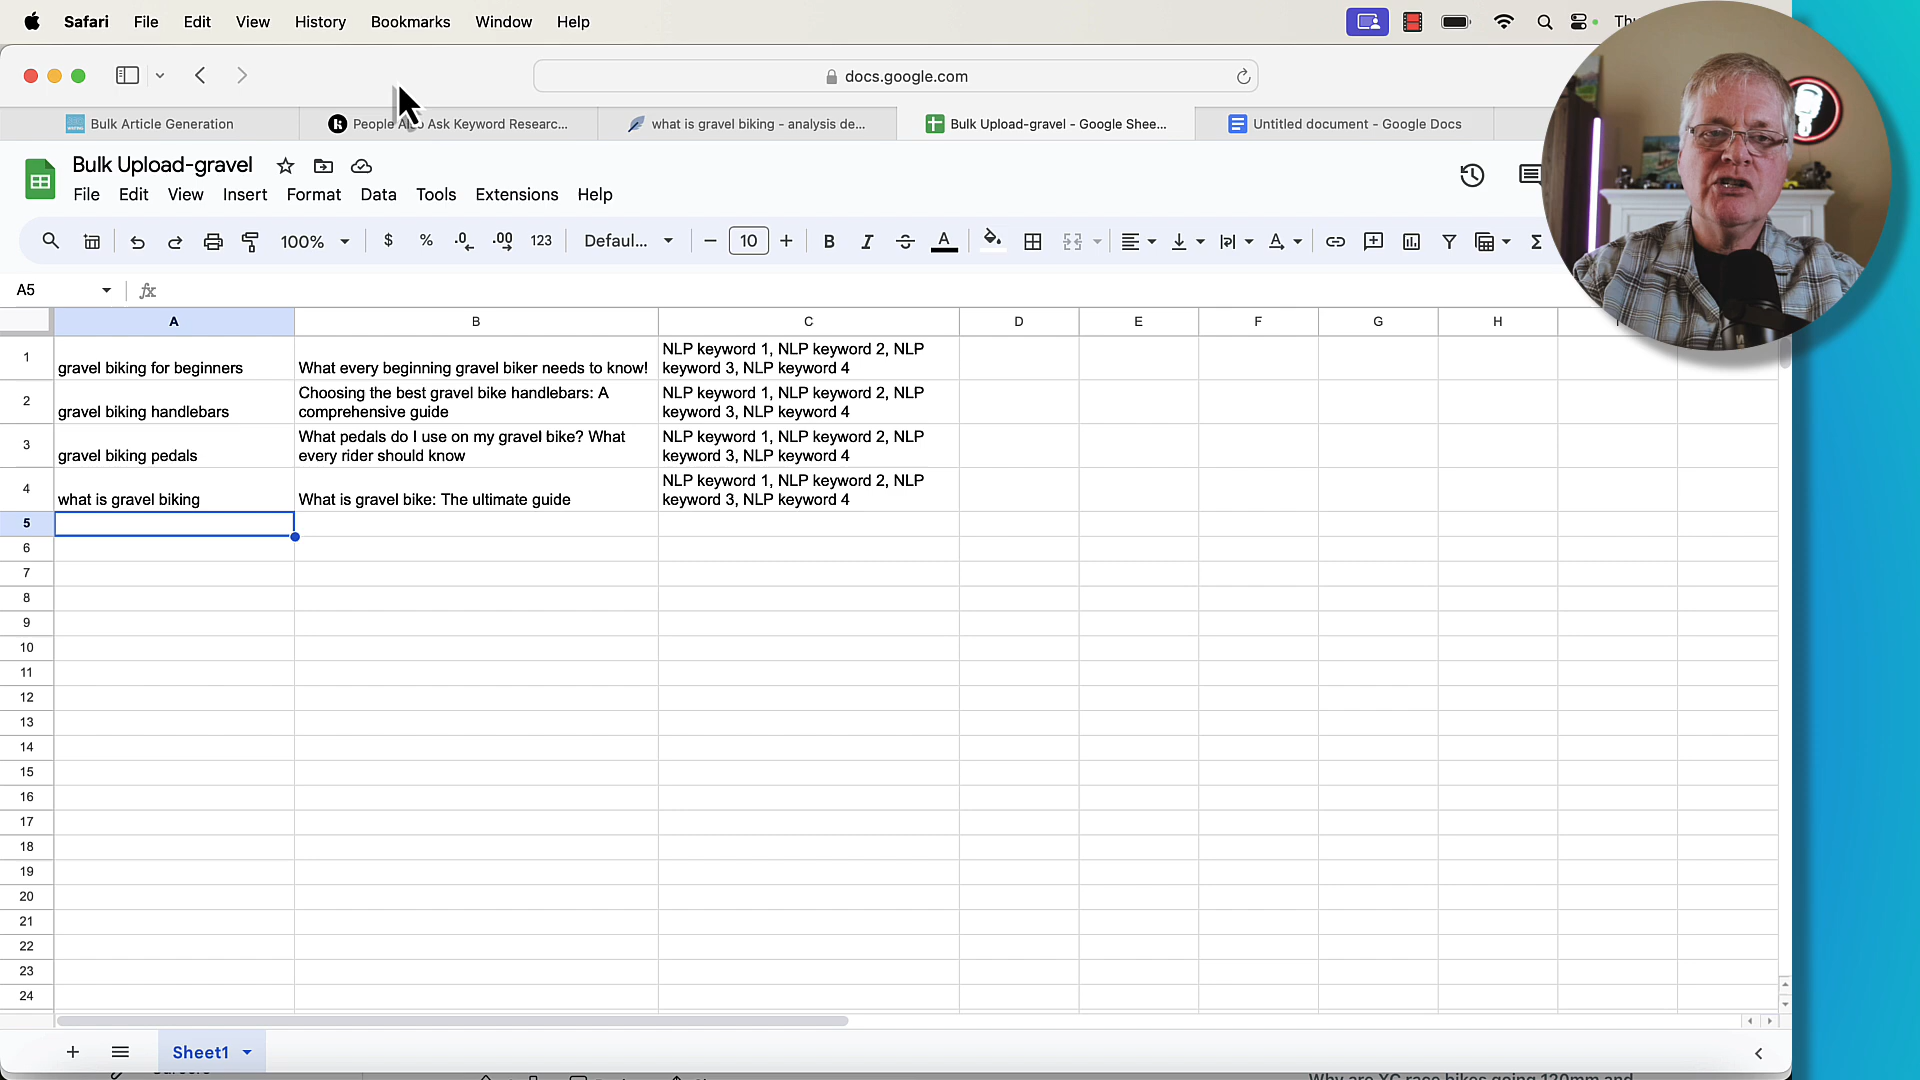 Safari File Edit View History Bookmarks Window Help
docs.google.com
Bulk Article Generation
Ask Keyword Researc...
what is gravel biking - analysis de...
Bulk Upload-gravel - Google Shee...
Untitled document - Google Docs
Bulk Upload-gravel
File Edit View Insert Format Data Tools Extensions Help
100% $ % .0 .00 123 Defaul... 10 B I S A Σ
A5 fx
A B C D E F G H
1 gravel biking for beginners
What every beginning gravel biker needs to know!
NLP keyword 1, NLP keyword 2, NLP
keyword 3, NLP keyword 4
2 gravel biking handlebars
Choosing the best gravel bike handlebars: A
comprehensive guide
NLP keyword 1, NLP keyword 2, NLP
keyword 3, NLP keyword 4
3 gravel biking pedals
What pedals do I use on my gravel bike? What
every rider should know
NLP keyword 1, NLP keyword 2, NLP
keyword 3, NLP keyword 4
4 what is gravel biking
What is gravel bike: The ultimate guide
NLP keyword 1, NLP keyword 2, NLP
keyword 3, NLP keyword 4
5
6
7
8
9
10
11
12
13
14
15
16
17
18
19
20
21
22
23
24
Sheet1